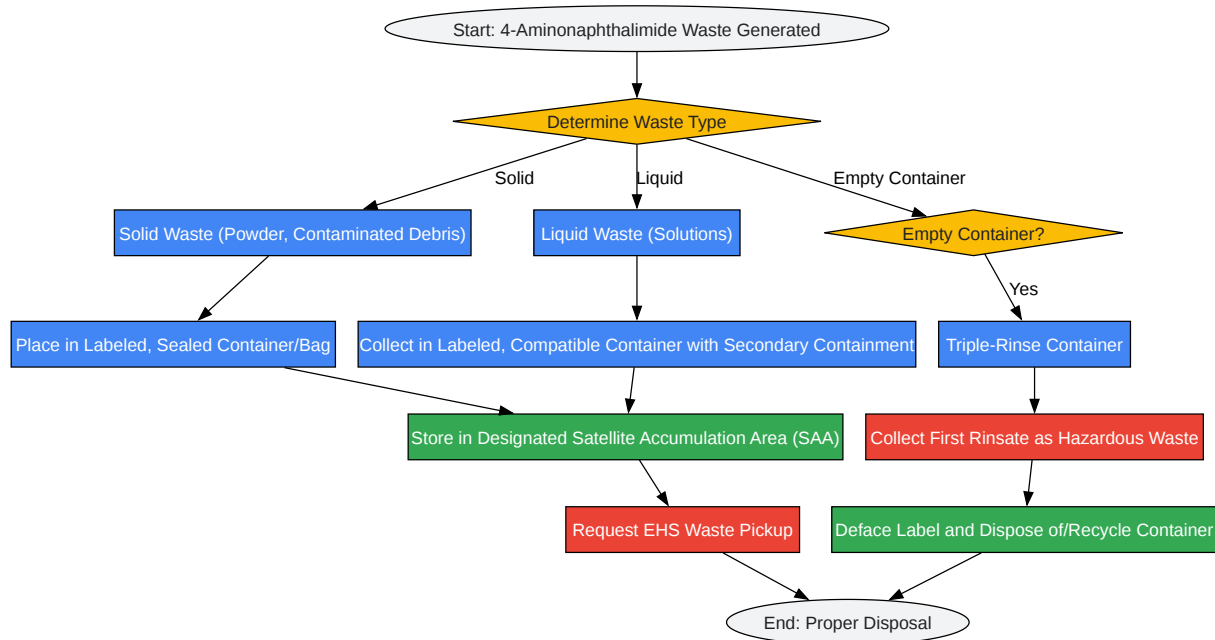 Start: 4-Aminonaphthalimide Waste Generated
Determine Waste Type
Solid
Liquid
Empty Container
Solid Waste (Powder, Contaminated Debris)
Liquid Waste (Solutions)
Empty Container?
Yes
Place in Labeled, Sealed Container/Bag
Collect in Labeled, Compatible Container with Secondary Containment
Triple-Rinse Container
Store in Designated Satellite Accumulation Area (SAA)
Collect First Rinsate as Hazardous Waste
Request EHS Waste Pickup
Deface Label and Dispose of/Recycle Container
End: Proper Disposal